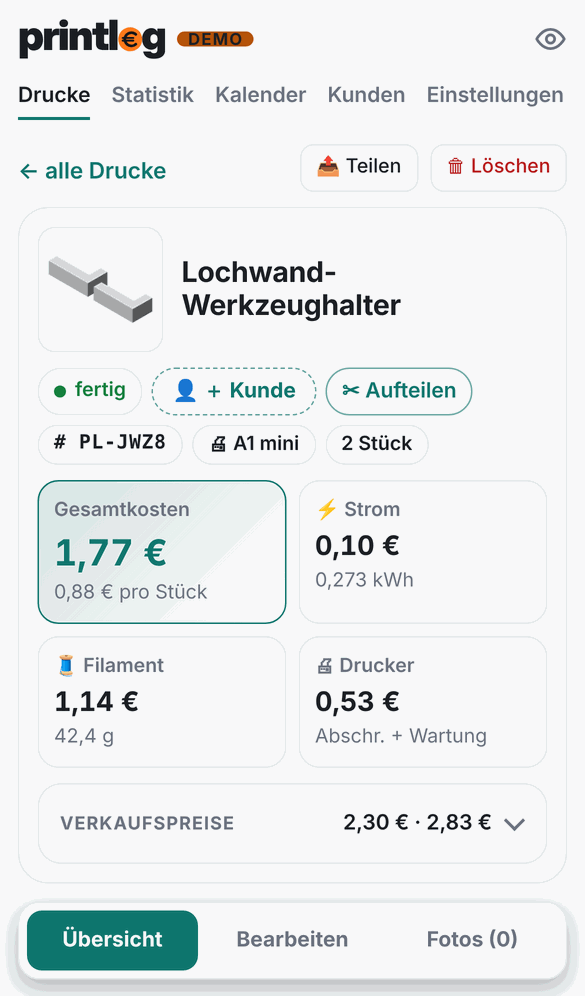 printl€g DEMO
Drucke Statistik Kalender Kunden Einstellungen
← alle Drucke 📤 Teilen 🗑 Löschen
Lochwand-
Werkzeughalter
● fertig 👤 + Kunde ✂ Aufteilen
# PL-JWZ8 🖨 A1 mini 2 Stück
Gesamtkosten
1,77 €
0,88 € pro Stück
⚡ Strom
0,10 €
0,273 kWh
🧵 Filament
1,14 €
42,4 g
🖨 Drucker
0,53 €
Abschr. + Wartung
VERKAUFSPREISE 2,30 € · 2,83 €
Übersicht Bearbeiten Fotos (0)